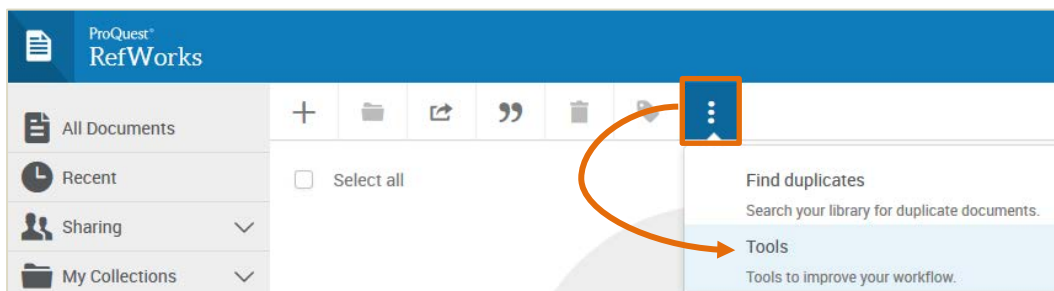 ProQuest®
RefWorks
All Documents
Recent
Sharing
My Collections
Select all
Find duplicates
Search your library for duplicate documents.
Tools
Tools to improve your workflow.